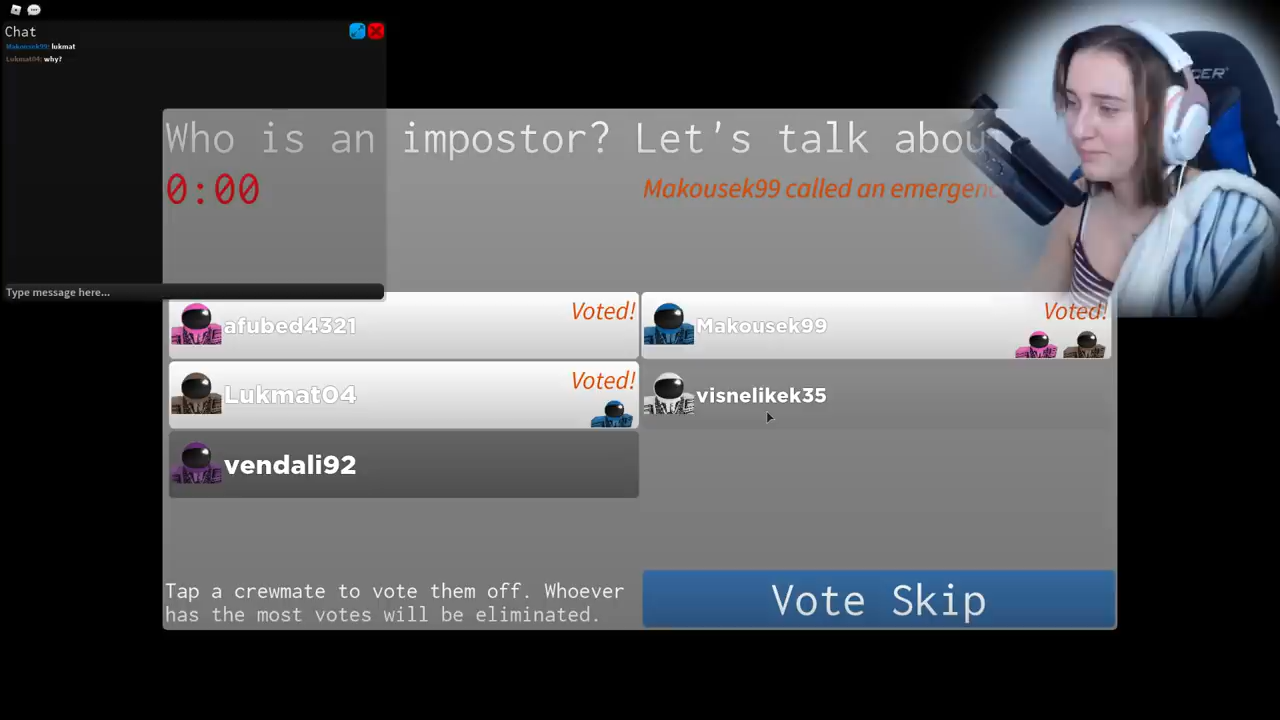 Chat
Makousek99: lukmat
Lukmat04: why?
Who is an impostor? Let's talk abou
0:00
Makousek99 called an emergen
Type message here...
afubed4321
Voted!
Makousek99
Voted!
Lukmat04
Voted!
visnelikek35
vendali92
Tap a crewmate to vote them off. Whoever
has the most votes will be eliminated.
Vote Skip